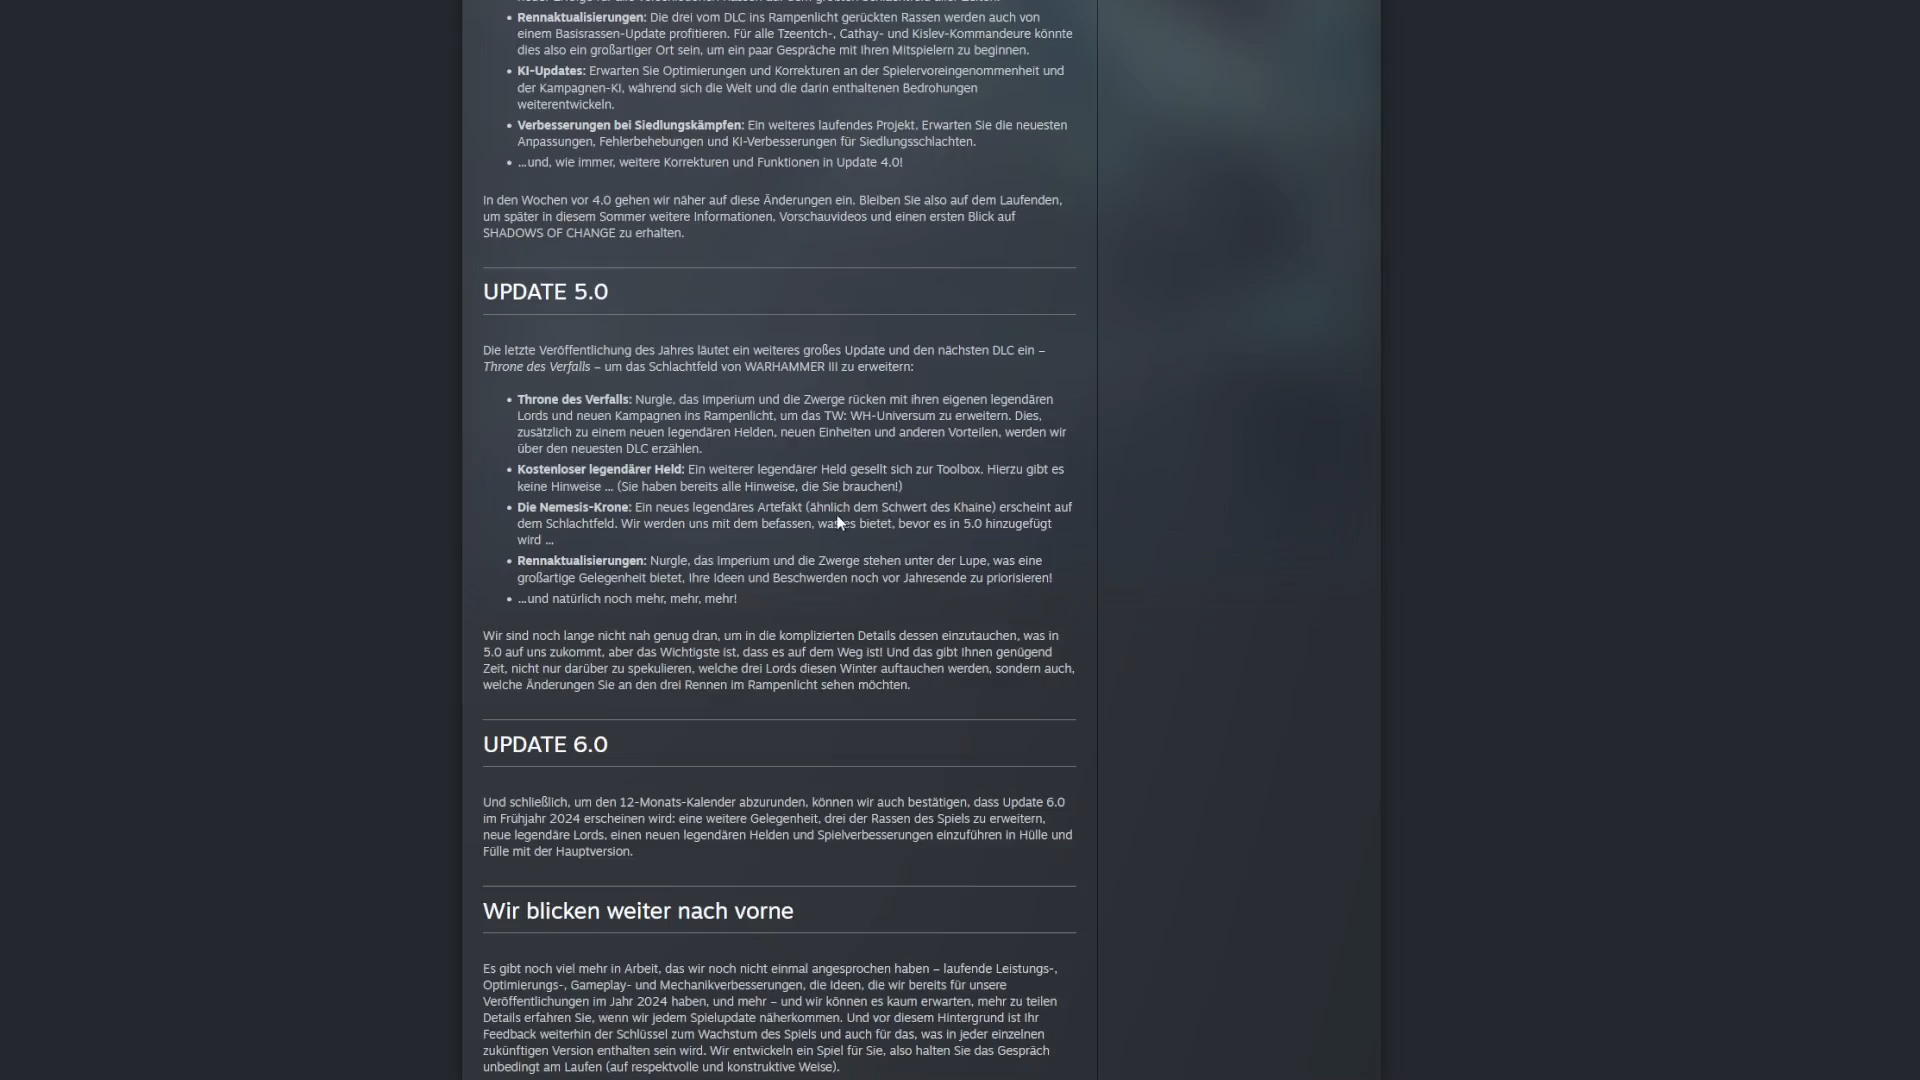 Rennaktualisierungen: Die drei vom DLC ins Rampenlicht gerückten Rassen werden auch von
einem Basisrassen-Update profitieren. Für alle Tzeentch-, Cathay- und Kislev-Kommandeure könnte
dies also ein großartiger Ort sein, um ein paar Gespräche mit Ihren Mitspielern zu beginnen.
KI-Updates: Erwarten Sie Optimierungen und Korrekturen an der Spielervoreingenommenheit und
der Kampagnen-KI, während sich die Welt und die darin enthaltenen Bedrohungen
weiterentwickeln.
Verbesserungen bei Siedlungskämpfen: Ein weiteres laufendes Projekt. Erwarten Sie die neuesten
Anpassungen, Fehlerbehebungen und KI-Verbesserungen für Siedlungsschlachten.
...und, wie immer, weitere Korrekturen und Funktionen in Update 4.0!
In den Wochen vor 4.0 gehen wir näher auf diese Änderungen ein. Bleiben Sie also auf dem Laufenden,
um später in diesem Sommer weitere Informationen, Vorschauvideos und einen ersten Blick auf
SHADOWS OF CHANGE zu erhalten.
UPDATE 5.0
Die letzte Veröffentlichung des Jahres läutet ein weiteres großes Update und den nächsten DLC ein –
Throne des Verfalls – um das Schlachtfeld von WARHAMMER III zu erweitern:
Throne des Verfalls: Nurgle, das Imperium und die Zwerge rücken mit ihren eigenen legendären
Lords und neuen Kampagnen ins Rampenlicht, um das TW: WH-Universum zu erweitern. Dies,
zusätzlich zu einem neuen legendären Helden, neuen Einheiten und anderen Vorteilen, werden wir
über den neuesten DLC erzählen.
Kostenloser legendärer Held: Ein weiterer legendärer Held gesellt sich zur Toolbox. Hierzu gibt es
keine Hinweise ... (Sie haben bereits alle Hinweise, die Sie brauchen!)
Die Nemesis-Krone: Ein neues legendäres Artefakt (ähnlich dem Schwert des Khaine) erscheint auf
dem Schlachtfeld. Wir werden uns mit dem befassen, was es bietet, bevor es in 5.0 hinzugefügt
wird ...
Rennaktualisierungen: Nurgle, das Imperium und die Zwerge stehen unter der Lupe, was eine
großartige Gelegenheit bietet, Ihre Ideen und Beschwerden noch vor Jahresende zu priorisieren!
...und natürlich noch mehr, mehr, mehr!
Wir sind noch lange nicht nah genug dran, um in die komplizierten Details dessen einzutauchen, was in
5.0 auf uns zukommt, aber das Wichtigste ist, dass es auf dem Weg ist! Und das gibt Ihnen genügend
Zeit, nicht nur darüber zu spekulieren, welche drei Lords diesen Winter auftauchen werden, sondern auch,
welche Änderungen Sie an den drei Rennen im Rampenlicht sehen möchten.
UPDATE 6.0
Und schließlich, um den 12-Monats-Kalender abzurunden, können wir auch bestätigen, dass Update 6.0
im Frühjahr 2024 erscheinen wird: eine weitere Gelegenheit, drei der Rassen des Spiels zu erweitern,
neue legendäre Lords, einen neuen legendären Helden und Spielverbesserungen einzuführen in Hülle und
Fülle mit der Hauptversion.
Wir blicken weiter nach vorne
Es gibt noch viel mehr in Arbeit, das wir noch nicht einmal angesprochen haben – laufende Leistungs-,
Optimierungs-, Gameplay- und Mechanikverbesserungen, die Ideen, die wir bereits für unsere
Veröffentlichungen im Jahr 2024 haben, und mehr – und wir können es kaum erwarten, mehr zu teilen
Details erfahren Sie, wenn wir jedem Spielupdate näherkommen. Und vor diesem Hintergrund ist Ihr
Feedback weiterhin der Schlüssel zum Wachstum des Spiels und auch für das, was in jeder einzelnen
zukünftigen Version enthalten sein wird. Wir entwickeln ein Spiel für Sie, also halten Sie das Gespräch
unbedingt am Laufen (auf respektvolle und konstruktive Weise).